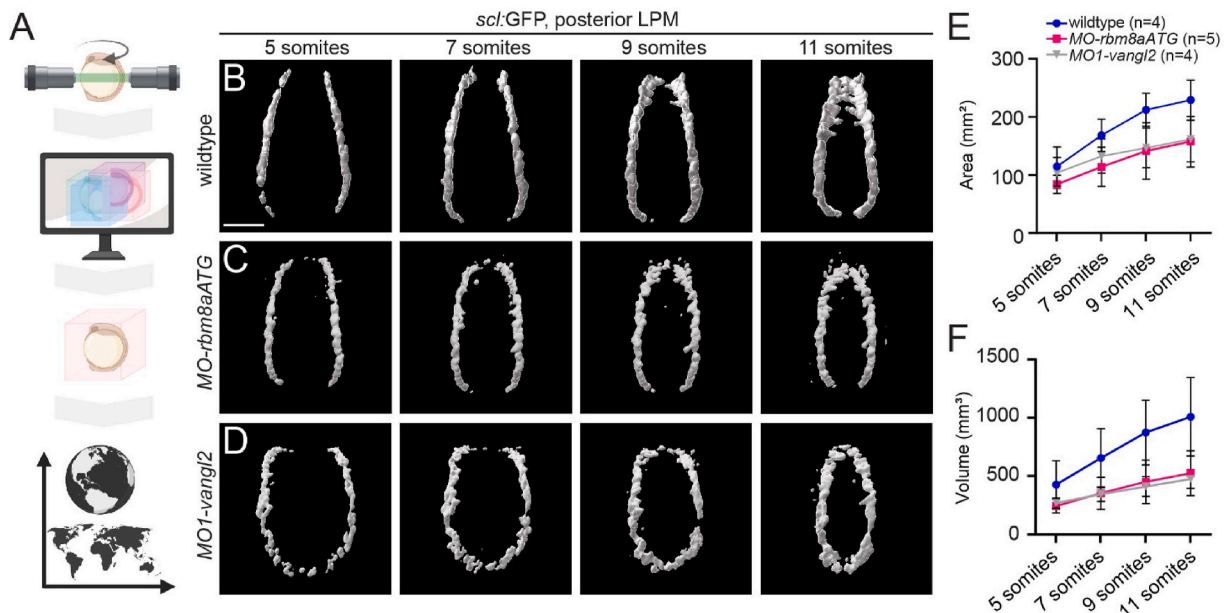 A
scl:GFP, posterior LPM
5 somites
7 somites
9 somites
11 somites
B
wildtype
C
MO-rbm8aATG
D
MO1-vangl2
E
wildtype (n=4)
MO-rbm8aATG (n=5)
MO1-vangl2 (n=4)
300
200
100
0
Area (mm²)
5 somites
7 somites
9 somites
11 somites
F
1500
1000
500
0
Volume (mm³)
5 somites
7 somites
9 somites
11 somites